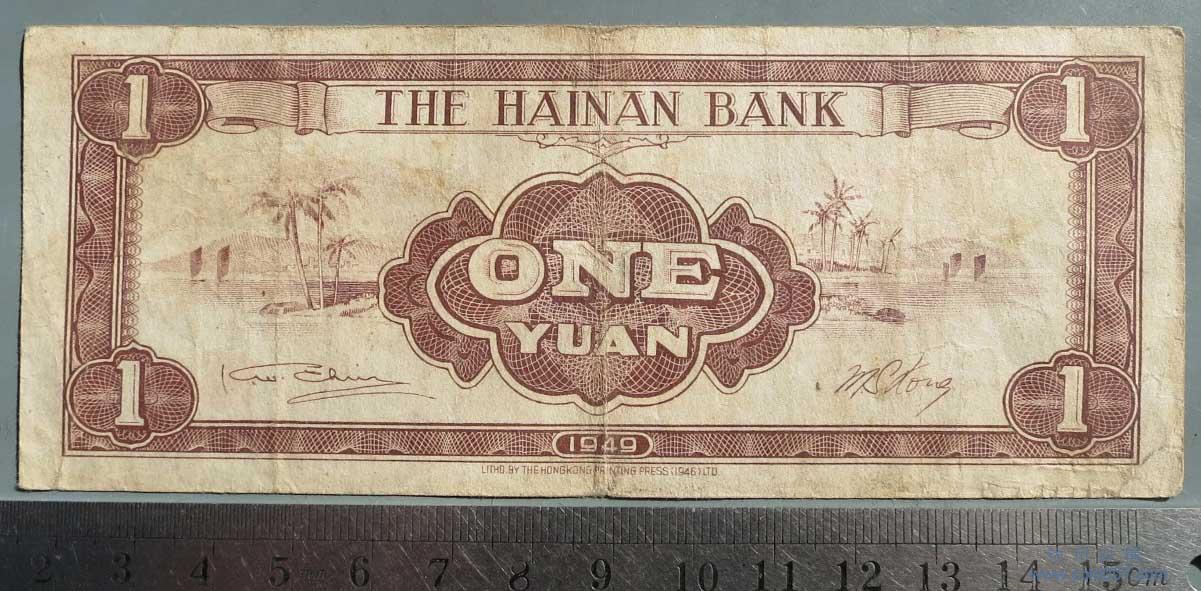 1 THE HAINAN BANK 1
ONE
YUAN
1 1
1949
LITHO. BY THE HONGKONG PRINTING PRESS (1946) LTD.
2 3 4 5 6 7 8 9 10 11 12 13 14 15cm